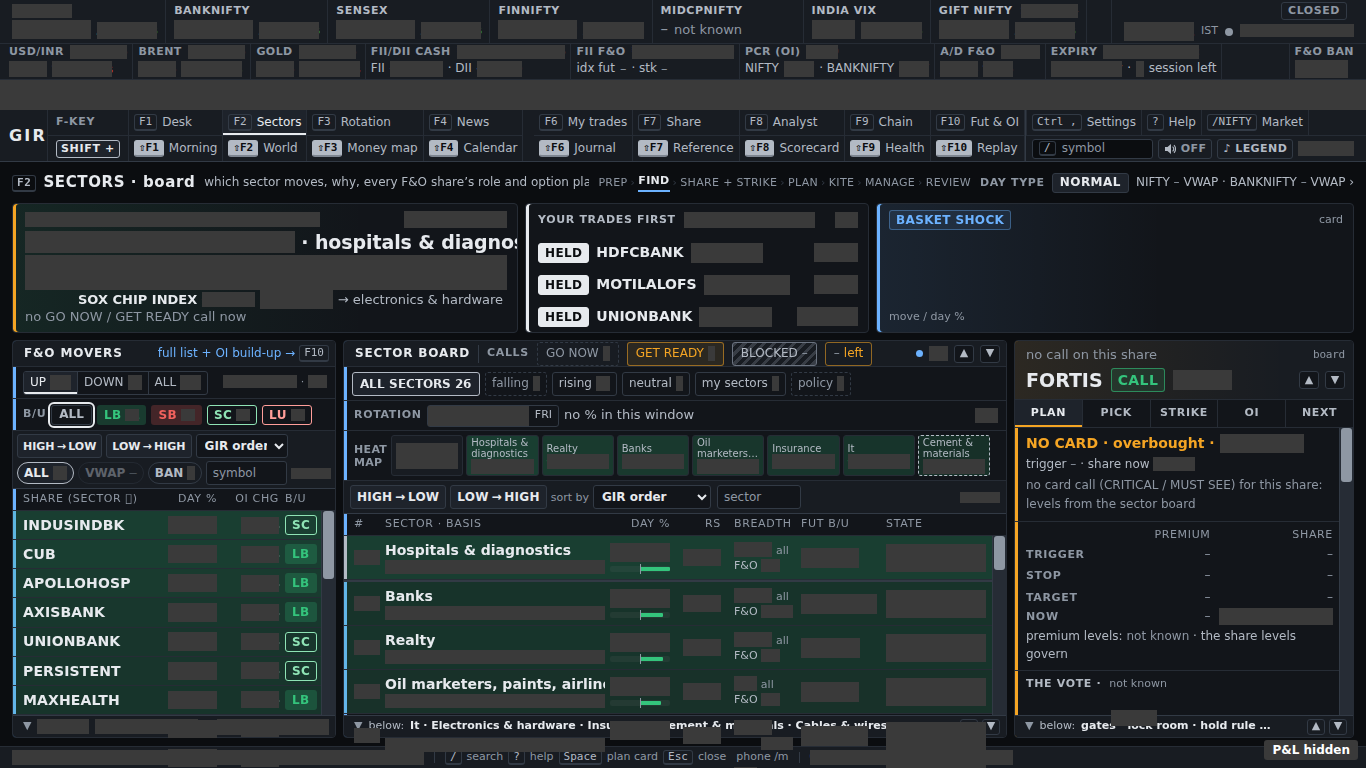 BANKNIFTY SENSEX FINNIFTY MIDCPNIFTY INDIA VIX GIFT NIFTY CLOSED
– not known IST
USD/INR BRENT GOLD FII/DII CASH FII F&O PCR (OI) A/D F&O EXPIRY F&O BAN
FII · DII idx fut – · stk – NIFTY · BANKNIFTY · session left
GIR F-KEY F1 Desk F2 Sectors F3 Rotation F4 News F6 My trades F7 Share F8 Analyst F9 Chain F10 Fut & OI Ctrl , Settings ? Help /NIFTY Market
SHIFT + ⇧F1 Morning ⇧F2 World ⇧F3 Money map ⇧F4 Calendar ⇧F6 Journal ⇧F7 Reference ⇧F8 Scorecard ⇧F9 Health ⇧F10 Replay / symbol OFF ♪ LEGEND
F2 SECTORS · board which sector moves, why, every F&O share's role and option pla PREP › FIND › SHARE + STRIKE › PLAN › KITE › MANAGE › REVIEW DAY TYPE NORMAL NIFTY – VWAP · BANKNIFTY – VWAP ›
· hospitals & diagnos
SOX CHIP INDEX → electronics & hardware
no GO NOW / GET READY call now
YOUR TRADES FIRST
HELD HDFCBANK
HELD MOTILALOFS
HELD UNIONBANK
BASKET SHOCK card
move / day %
F&O MOVERS full list + OI build-up → F10
UP DOWN ALL ·
B/U ALL LB SB SC LU
HIGH → LOW LOW → HIGH GIR order
ALL VWAP – BAN symbol
SHARE (SECTOR ▯) DAY % OI CHG B/U
INDUSINDBK SC
CUB LB
APOLLOHOSP LB
AXISBANK LB
UNIONBANK SC
PERSISTENT SC
MAXHEALTH LB
▼
SECTOR BOARD CALLS GO NOW GET READY BLOCKED – – left ▲ ▼
ALL SECTORS 26 falling rising neutral my sectors policy
ROTATION FRI no % in this window
HEAT MAP Hospitals & diagnostics Realty Banks Oil marketers… Insurance It Cement & materials
HIGH → LOW LOW → HIGH sort by GIR order sector
# SECTOR · BASIS DAY % RS BREADTH FUT B/U STATE
Hospitals & diagnostics all
F&O
Banks all
F&O
Realty all
F&O
Oil marketers, paints, airlin all
F&O
▼ below: It · Electronics & hardware · Cables & wires ▼
no call on this share board
FORTIS CALL ▲ ▼
PLAN PICK STRIKE OI NEXT
NO CARD · overbought ·
trigger – · share now
no card call (CRITICAL / MUST SEE) for this share:
levels from the sector board
PREMIUM SHARE
TRIGGER – –
STOP – –
TARGET – –
NOW –
premium levels: not known · the share levels
govern
THE VOTE · not known
▼ below: gates room · hold rule … ▲ ▼
/ search ? help Space plan card Esc close phone /m
P&L hidden